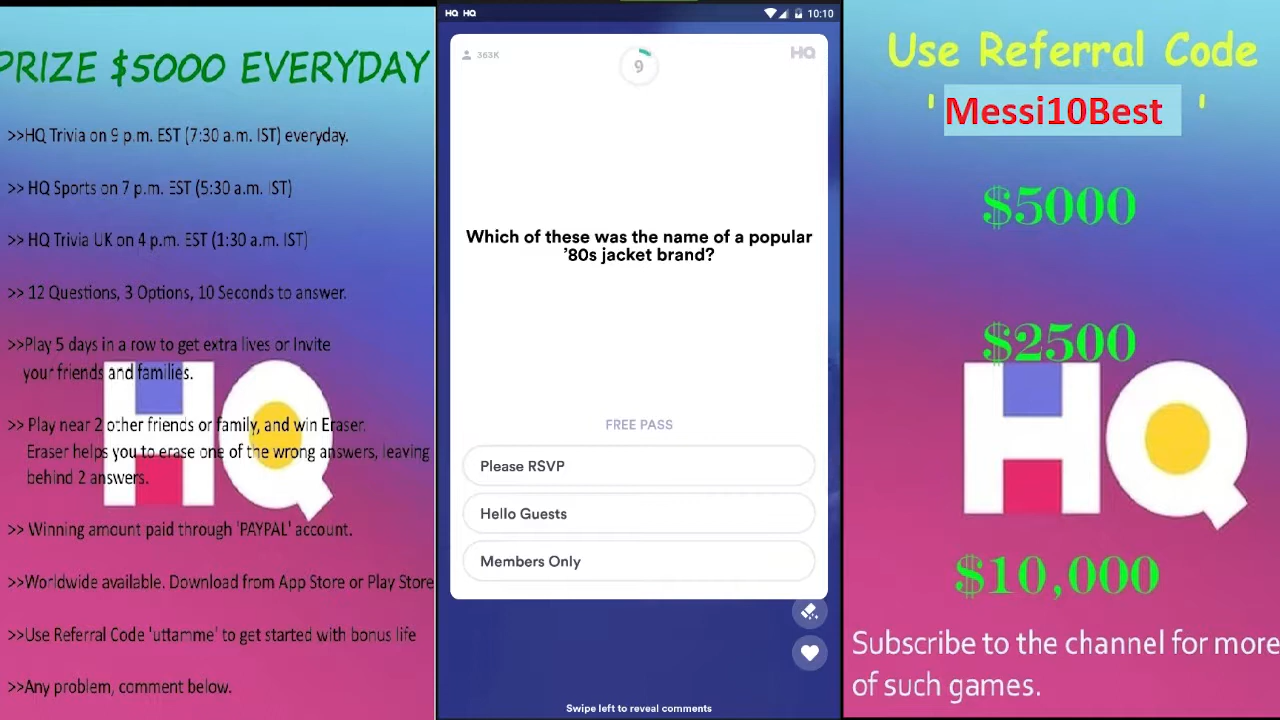 PRIZE $5000 EVERYDAY
>>HQ Trivia on 9 p.m. EST (7:30 a.m. IST) everyday.
>> HQ Sports on 7 p.m. EST (5:30 a.m. IST)
>> HQ Trivia UK on 4 p.m. EST (1:30 a.m. IST)
>> 12 Questions, 3 Options, 10 Seconds to answer.
>>Play 5 days in a row to get extra lives or Invite
your friends and families.
>> Play near 2 other friends or family, and win Eraser.
Eraser helps you to erase one of the wrong answers, leaving
behind 2 answers.
>> Winning amount paid through 'PAYPAL' account.
>>Worldwide available. Download from App Store or Play Store
>>Use Referral Code 'uttamme' to get started with bonus life
>>Any problem, comment below.
HQ
HQ HQ
10:10
363K
9
HQ
Which of these was the name of a popular
’80s jacket brand?
FREE PASS
Please RSVP
Hello Guests
Members Only
Swipe left to reveal comments
Use Referral Code
' Messi10Best '
$5000
$2500
HQ
$10,000
Subscribe to the channel for more
of such games.